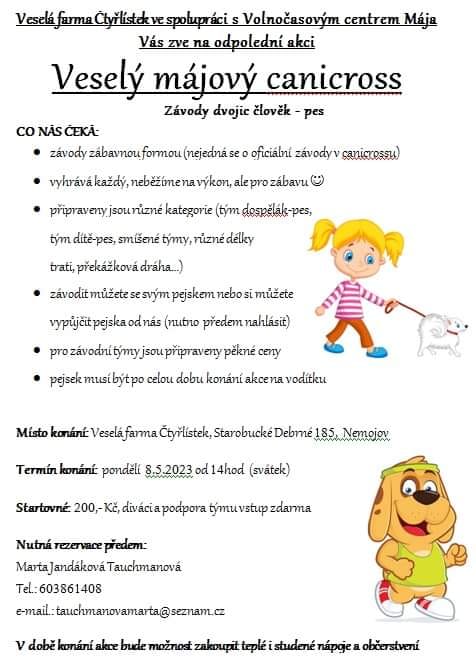 Veselá farma Čtyřlístek ve spolupráci s Volnočasovým centrem Mája
Vás zve na odpolední akci
Veselý májový canicross
Závody dvojic člověk - pes
CO NÁS ČEKÁ:
• závody zábavnou formou (nejedná se o oficiální závody v canicrossu)
• vyhrává každý, neběžíme na výkon, ale pro zábavu ☺
• připraveny jsou různé kategorie (tým dospělák-pes,
tým dítě-pes, smíšené týmy, různé délky
trati, překážková dráha...)
• závodit můžete se svým pejskem nebo si můžete
vypůjčit pejska od nás (nutno předem nahlásit)
• pro závodní týmy jsou připraveny pěkné ceny
• pejsek musí být po celou dobu konání akce na vodítku
Místo konání: Veselá farma Čtyřlístek, Starobucké Debrné 185, Nemojov
Termín konání: pondělí 8.5.2023 od 14hod (svátek)
Startovné: 200,- Kč, diváci a podpora týmu vstup zdarma
Nutná rezervace předem:
Marta Jandáková Tauchmanová
Tel.: 603861408
e-mail.: tauchmanovamarta@seznam.cz
V době konání akce bude možnost zakoupit teplé i studené nápoje a občerstvení